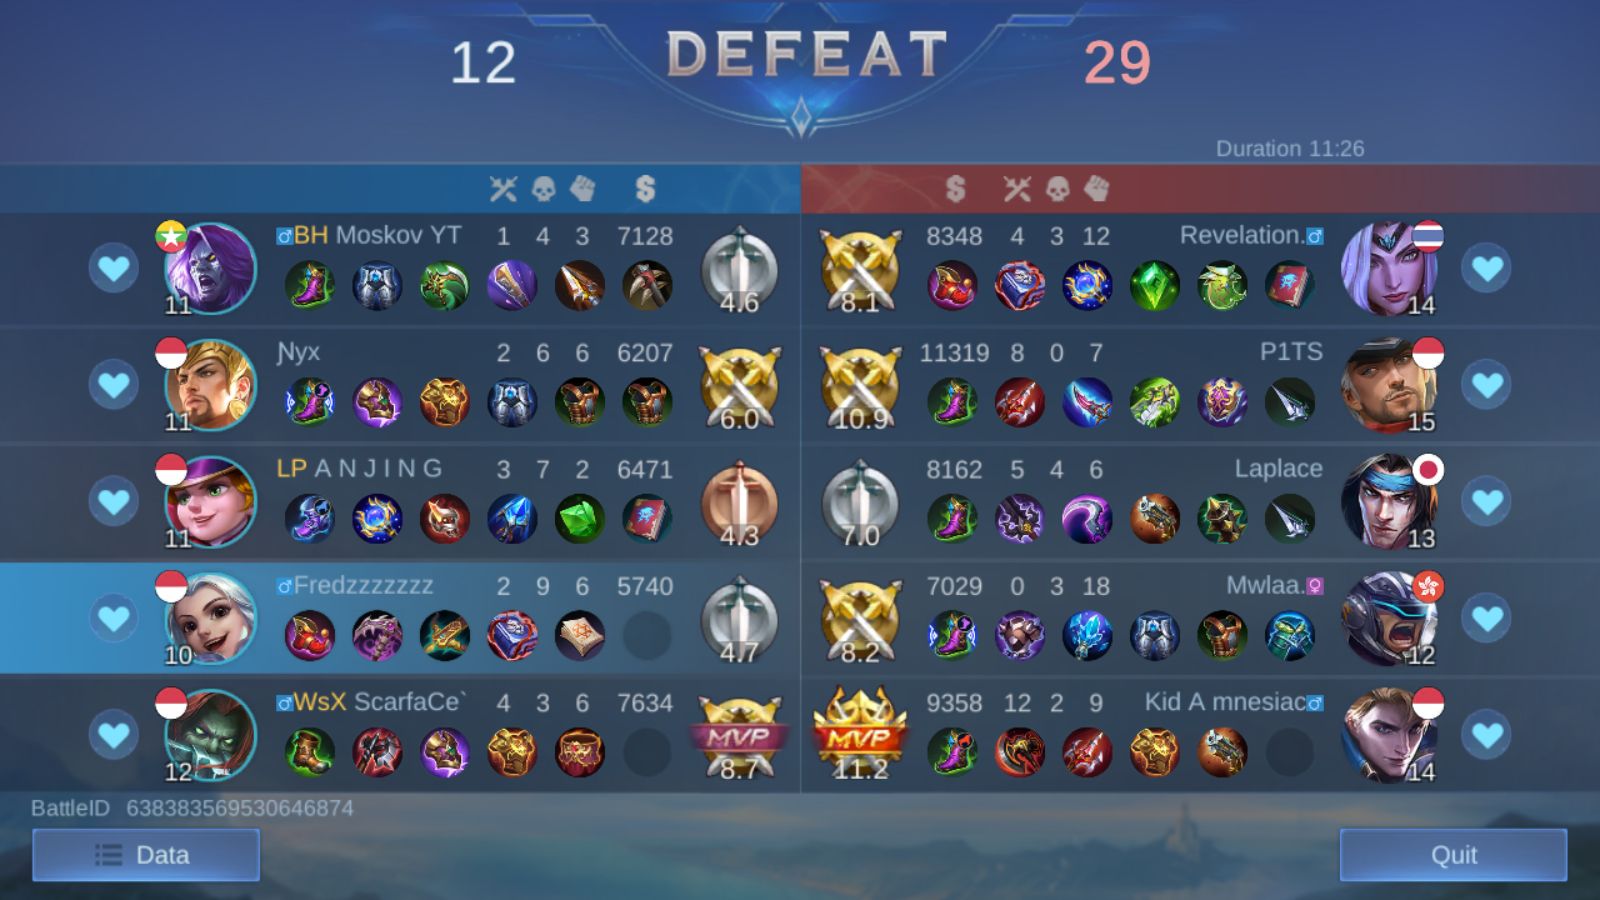 12 DEFEAT 29
Duration 11:26
BH Moskov YT 1 4 3 7128
11 4.6
8.1 8348 4 3 12 Revelation.
14
Nyx 2 6 6 6207
11 6.0
10.9 11319 8 0 7 P1TS
15
LP A N J I N G 3 7 2 6471
11 4.3
7.0 8162 5 4 6 Laplace
13
Fredzzzzzzz 2 9 6 5740
10 4.7
8.2 7029 0 3 18 Mwlaa.
12
WsX ScarfaCe` 4 3 6 7634
12 MVP 8.7
MVP 11.2 9358 12 2 9 Kid A mnesiac
14
BattleID 638383569530646874
Data
Quit